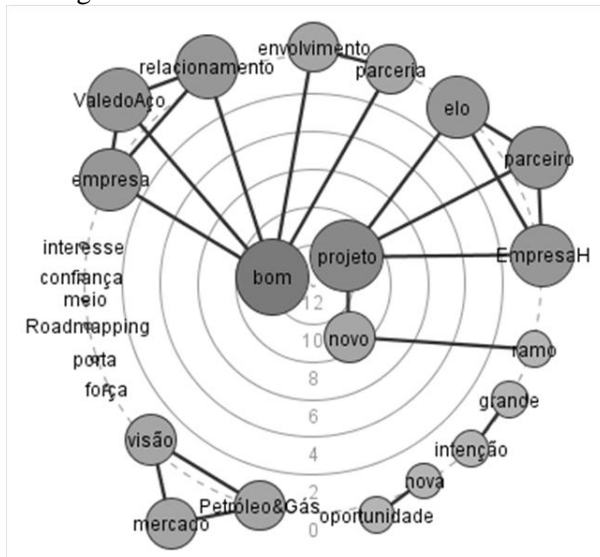 envolvimento
relacionamento
parceria
ValedoAço
elo
parceiro
empresa
interesse
EmpresaH
projeto
bom
confiança
meio
12
Roadmapping
novo
10
ramo
porta
8
força
grande
6
visão
intenção
4
nova
2
Petróleo&Gás
oportunidade
mercado
0